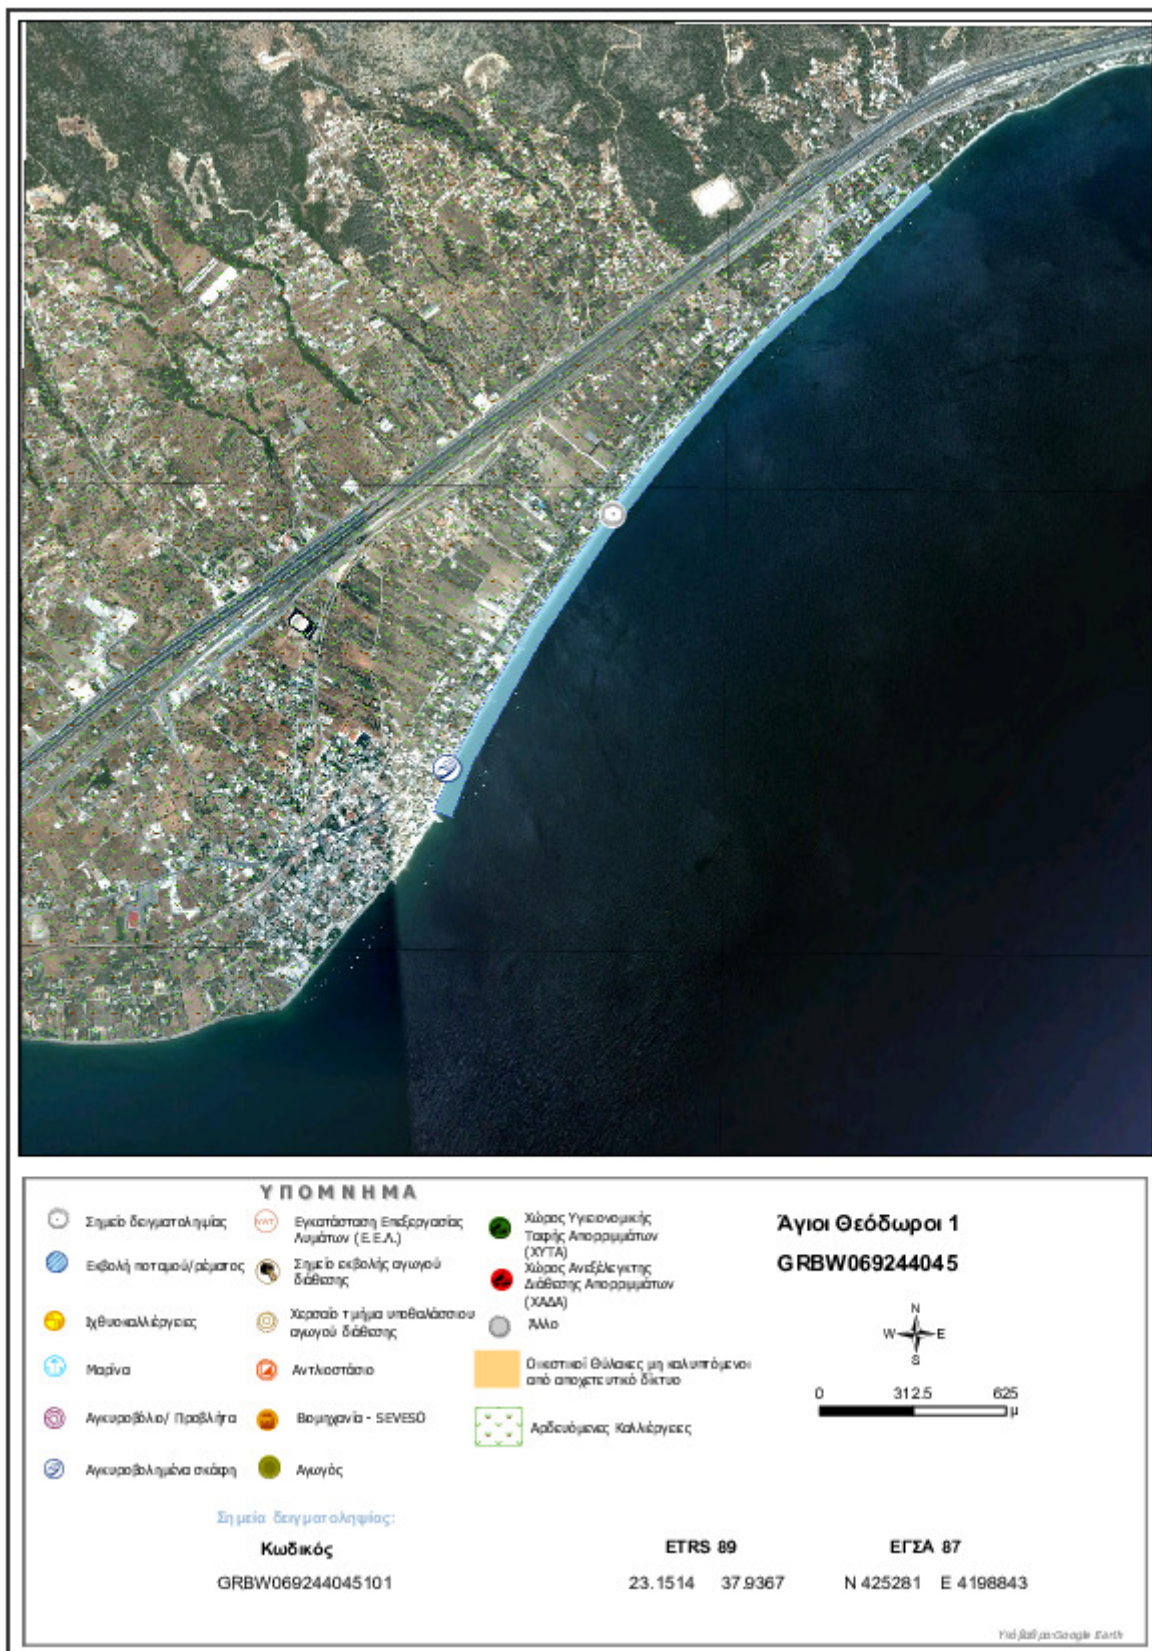 ΥΠΟΜΝΗΜΑ
Σημείο δειγματοληψίας
Εκβολή ποταμού/ρέματος
Ιχθυοκαλλιέργειες
Μαρίνα
Αγκυροβόλιο/ Προβλήτα
Αγκυροβολημένα σκάφη
Εγκατάσταση Επεξεργασίας
Λυμάτων (Ε.Ε.Λ.)
Σημείο εκβολής αγωγού
διάθεσης
Χερσαίο τμήμα υποθαλάσσιου
αγωγού διάθεσης
Αντλιοστάσιο
Βιομηχανία - SEVESO
Αγωγός
Χώρος Υγειονομικής
Ταφής Απορριμμάτων
(ΧΥΤΑ)
Χώρος Ανεξέλεγκτης
Διάθεσης Απορριμμάτων
(ΧΑΔΑ)
Άλλο
Οικιστικοί Θύλακες μη καλυπτόμενοι
από αποχετευτικό δίκτυο
Αρδευόμενες Καλλιέργειες
Άγιοι Θεόδωροι 1
GRBW069244045
N
W E
S
0 312.5 625
μ
Σημεία δειγματοληψίας:
Κωδικός ETRS 89 ΕΓΣΑ 87
GRBW069244045101 23.1514 37.9367 N 425281 E 4198843
Υπόβαθρο:Google Earth